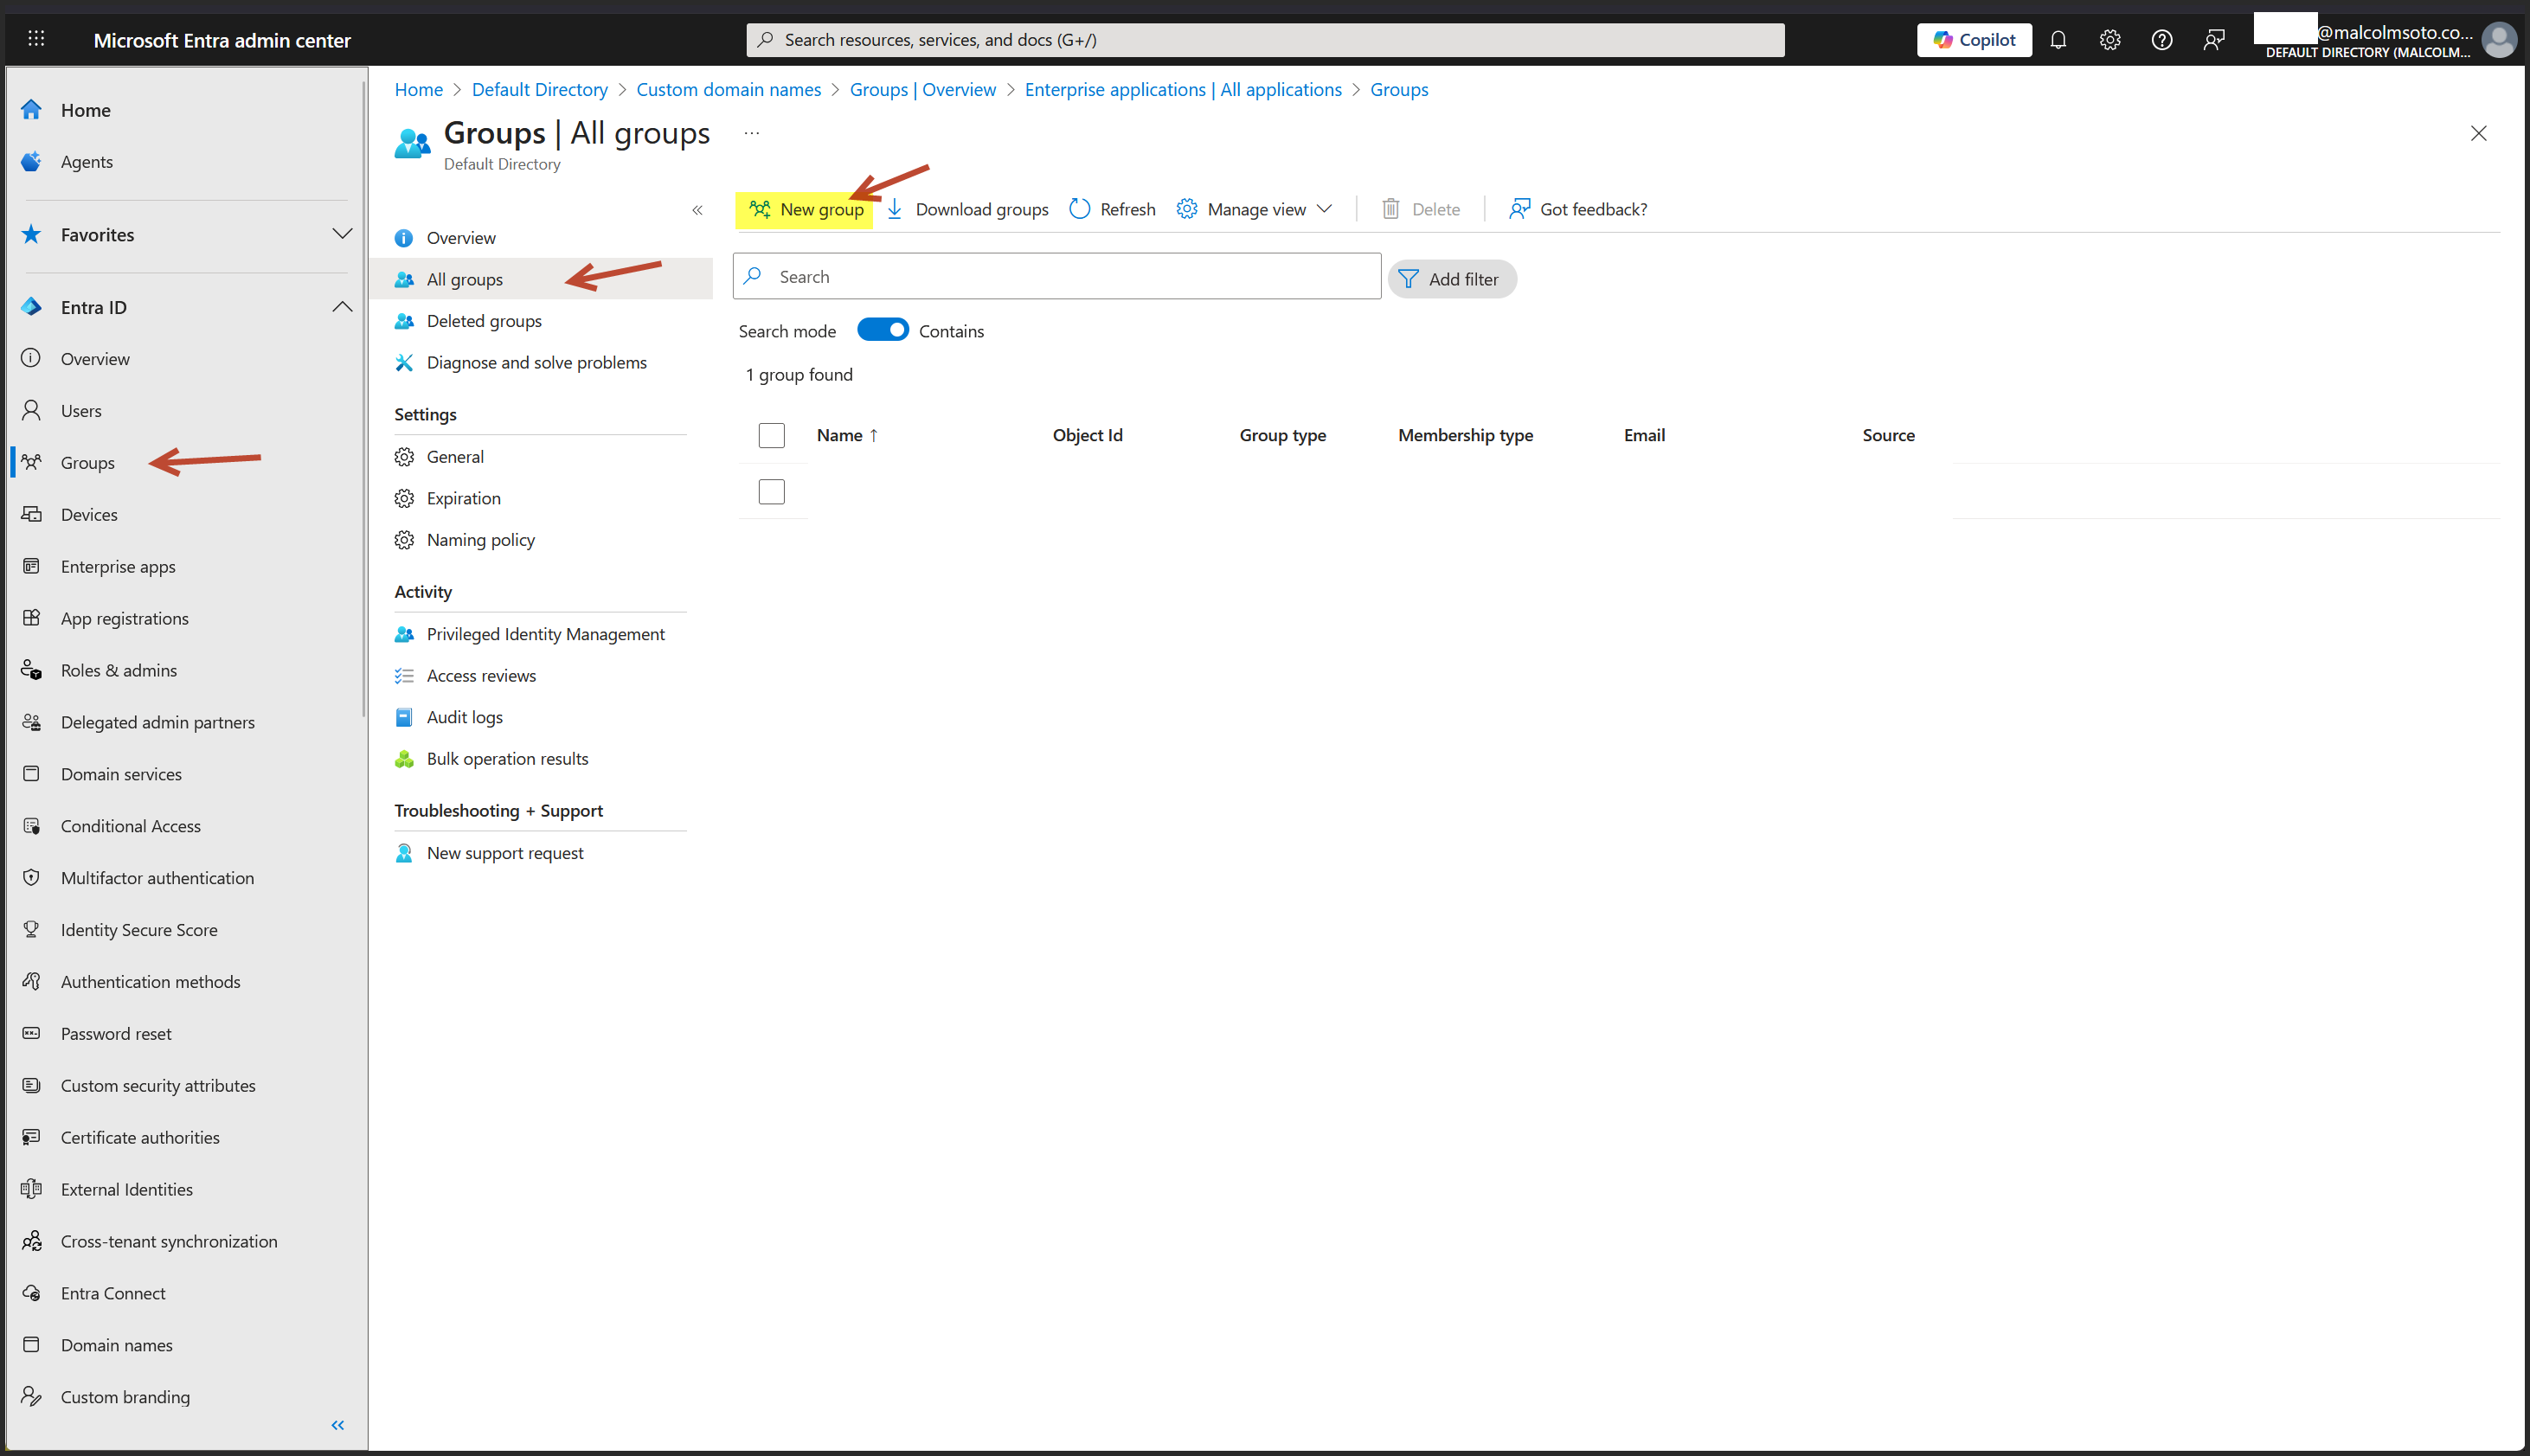 Microsoft Entra admin center
Search resources, services, and docs (G+/)
Copilot
@malcolmsoto.co...
DEFAULT DIRECTORY (MALCOLM...
Home
Agents
Favorites
Entra ID
Overview
Users
Groups
Devices
Enterprise apps
App registrations
Roles & admins
Delegated admin partners
Domain services
Conditional Access
Multifactor authentication
Identity Secure Score
Authentication methods
Password reset
Custom security attributes
Certificate authorities
External Identities
Cross-tenant synchronization
Entra Connect
Domain names
Custom branding
Home > Default Directory > Custom domain names > Groups | Overview > Enterprise applications | All applications > Groups
Groups | All groups ...
Default Directory
Overview
All groups
Deleted groups
Diagnose and solve problems
Settings
General
Expiration
Naming policy
Activity
Privileged Identity Management
Access reviews
Audit logs
Bulk operation results
Troubleshooting + Support
New support request
New group Download groups Refresh Manage view Delete Got feedback?
Search Add filter
Search mode Contains
1 group found
Name ↑ Object Id Group type Membership type Email Source